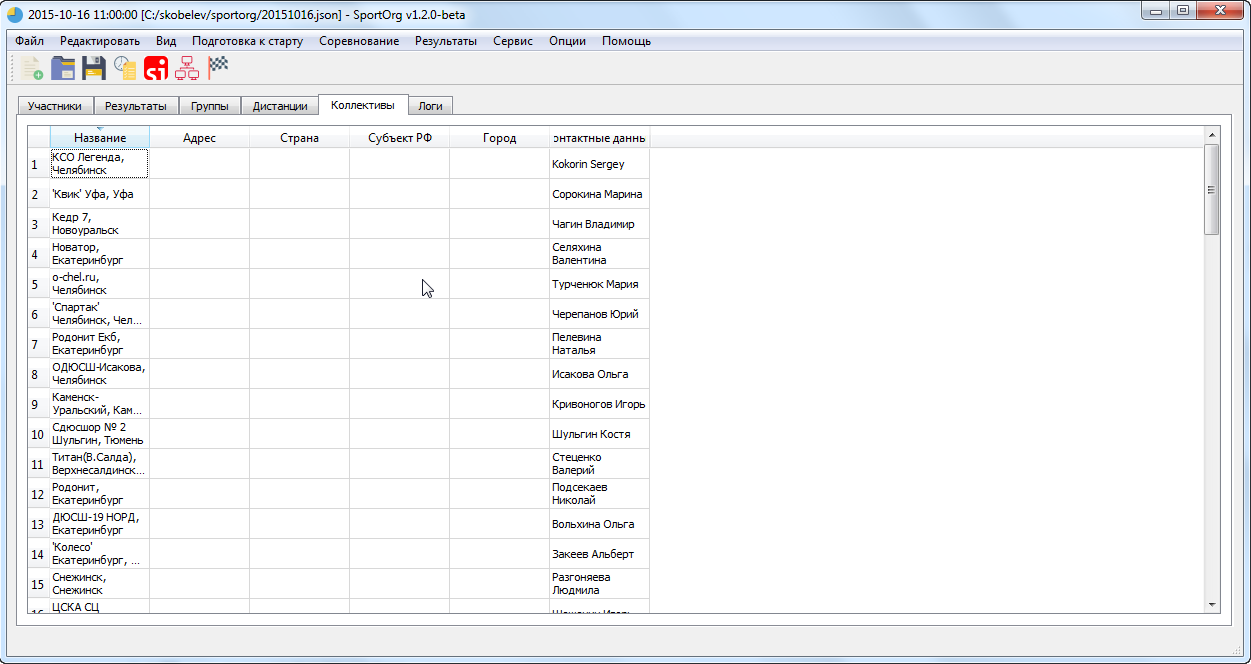 2015-10-16 11:00:00 [C:/skobelev/sportorg/20151016.json] - SportOrg v1.2.0-beta
Файл Редактировать Вид Подготовка к старту Соревнование Результаты Сервис Опции Помощь
Участники Результаты Группы Дистанции Коллективы Логи
Название Адрес Страна Субъект РФ Город онтактные даннь
1 КСО Легенда, Kokorin Sergey
Челябинск
2 'Квик' Уфа, Уфа Сорокина Марина
3 Кедр 7, Чагин Владимир
Новоуральск
4 Новатор, Селяхина
Екатеринбург Валентина
5 o-chel.ru, Турченюк Мария
Челябинск
6 'Спартак' Черепанов Юрий
Челябинск, Чел...
7 Родонит Екб, Пелевина
Екатеринбург Наталья
8 ОДЮСШ-Исакова, Исакова Ольга
Челябинск
9 Каменск- Кривоногов Игорь
Уральский, Кам...
10 Сдюсшор № 2 Шульгин Костя
Шульгин, Тюмень
11 Титан(В.Салда), Стеценко
Верхнесалдинск... Валерий
12 Родонит, Подсекаев
Екатеринбург Николай
13 ДЮСШ-19 НОРД, Вольхина Ольга
Екатеринбург
14 'Колесо' Закеев Альберт
Екатеринбург, ...
15 Снежинск, Разгоняева
Снежинск Людмила
16 ЦСКА СЦ